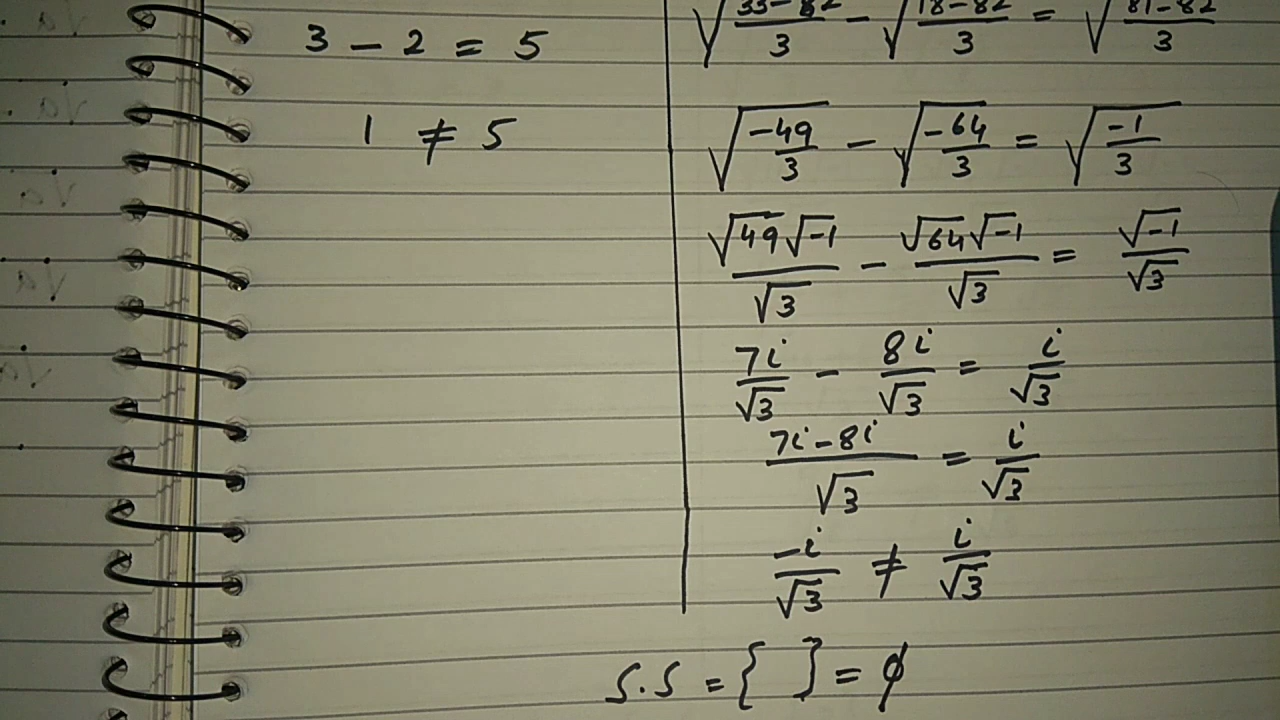 3 - 2 = 5
1 ≠ 5
√((33-82)/3) - √((18-82)/3) = √((81-82)/3)
√(-49/3) - √(-64/3) = √(-1/3)
(√49 √-1)/√3 - (√64 √-1)/√3 = √-1/√3
7i/√3 - 8i/√3 = i/√3
(7i-8i)/√3 = i/√3
-i/√3 ≠ i/√3
S.S = { } = ϕ